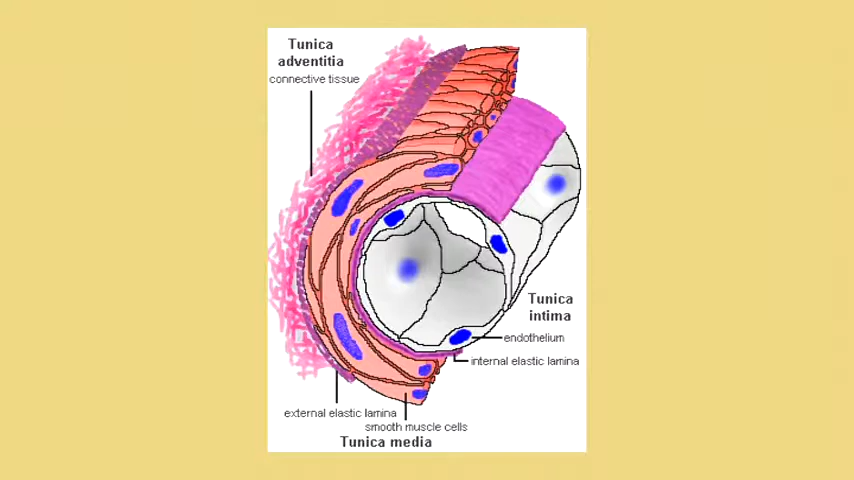 Tunica
adventitia
connective tissue
Tunica
intima
endothelium
internal elastic lamina
external elastic lamina
smooth muscle cells
Tunica media